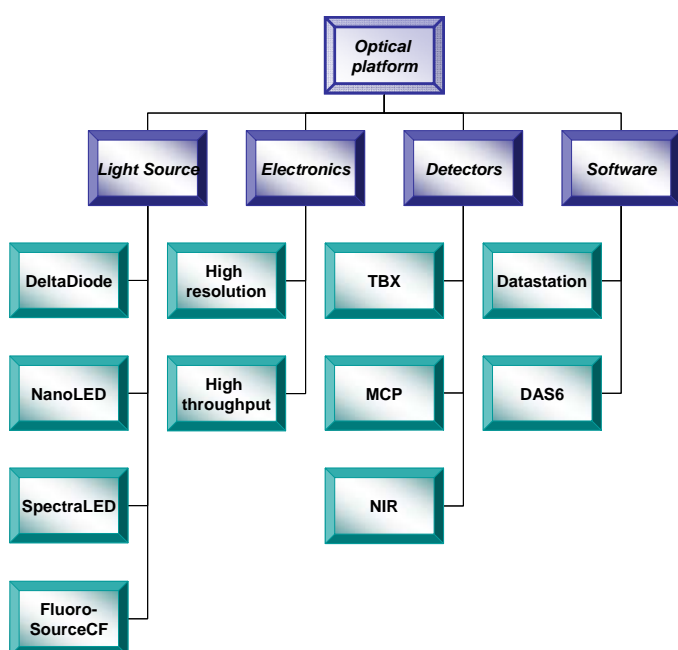 Optical
platform
Light Source
Electronics
Detectors
Software
DeltaDiode
High
resolution
TBX
Datastation
NanoLED
High
throughput
MCP
DAS6
SpectraLED
NIR
Fluoro-
SourceCF